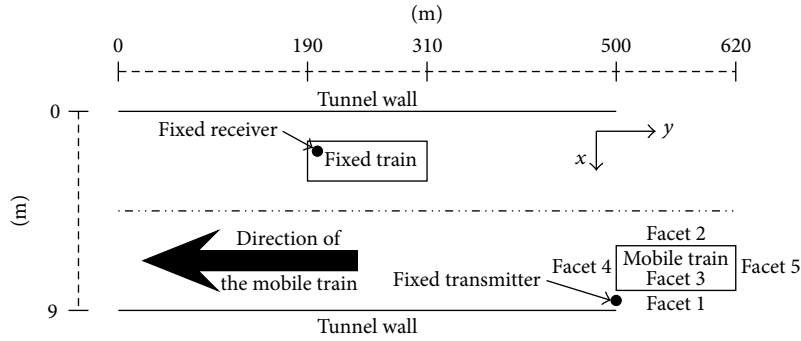 (m)
0 190 310 500 620
Tunnel wall
0
Fixed receiver
Fixed train
y
x
(m)
Direction of
the mobile train
Facet 2
Mobile train
Facet 4
Facet 3
Facet 5
Fixed transmitter
Facet 1
9
Tunnel wall